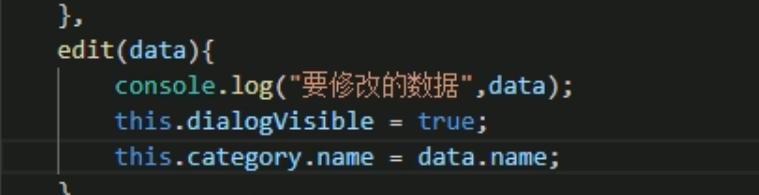 },
edit(data){
console.log("要修改的数据",data);
this.dialogVisible = true;
this.category.name = data.name;
}